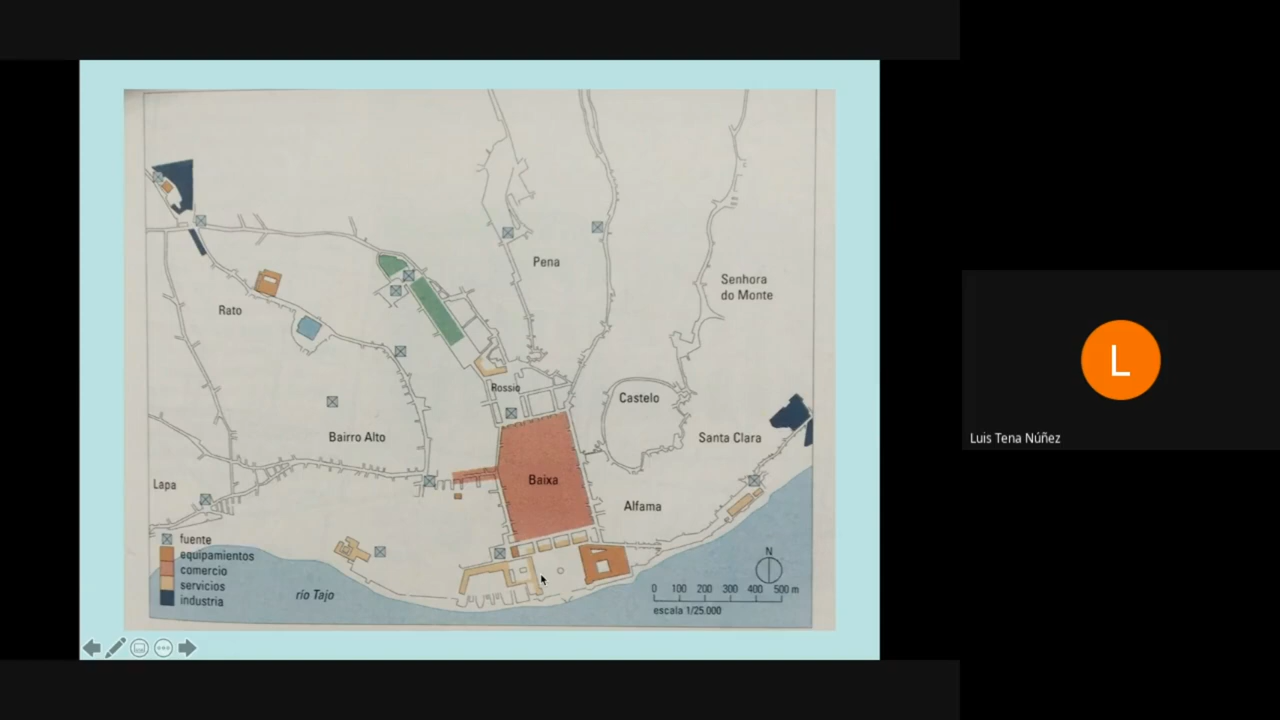 Pena
Senhora
do Monte
Rato
Rossio
Castelo
Bairro Alto
Santa Clara
Baixa
Lapa
Alfama
fuente
equipamientos
comercio
servicios
industria
río Tajo
N
0 100 200 300 400 500 m
escala 1/25.000
L
Luis Tena Núñez